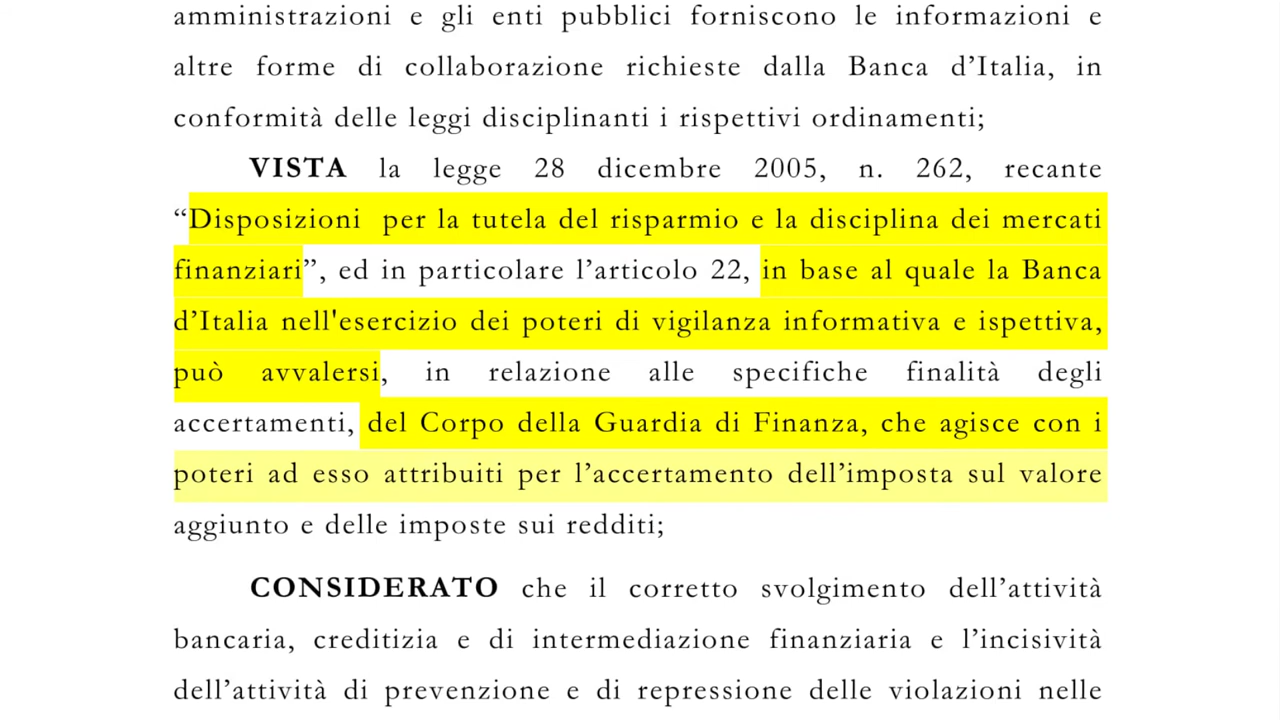 amministrazioni e gli enti pubblici forniscono le informazioni e
altre forme di collaborazione richieste dalla Banca d’Italia, in
conformità delle leggi disciplinanti i rispettivi ordinamenti;
VISTA la legge 28 dicembre 2005, n. 262, recante
“Disposizioni per la tutela del risparmio e la disciplina dei mercati
finanziari”, ed in particolare l’articolo 22, in base al quale la Banca
d’Italia nell'esercizio dei poteri di vigilanza informativa e ispettiva,
può avvalersi, in relazione alle specifiche finalità degli
accertamenti, del Corpo della Guardia di Finanza, che agisce con i
poteri ad esso attribuiti per l’accertamento dell’imposta sul valore
aggiunto e delle imposte sui redditi;
CONSIDERATO che il corretto svolgimento dell’attività
bancaria, creditizia e di intermediazione finanziaria e l’incisività
dell’attività di prevenzione e di repressione delle violazioni nelle